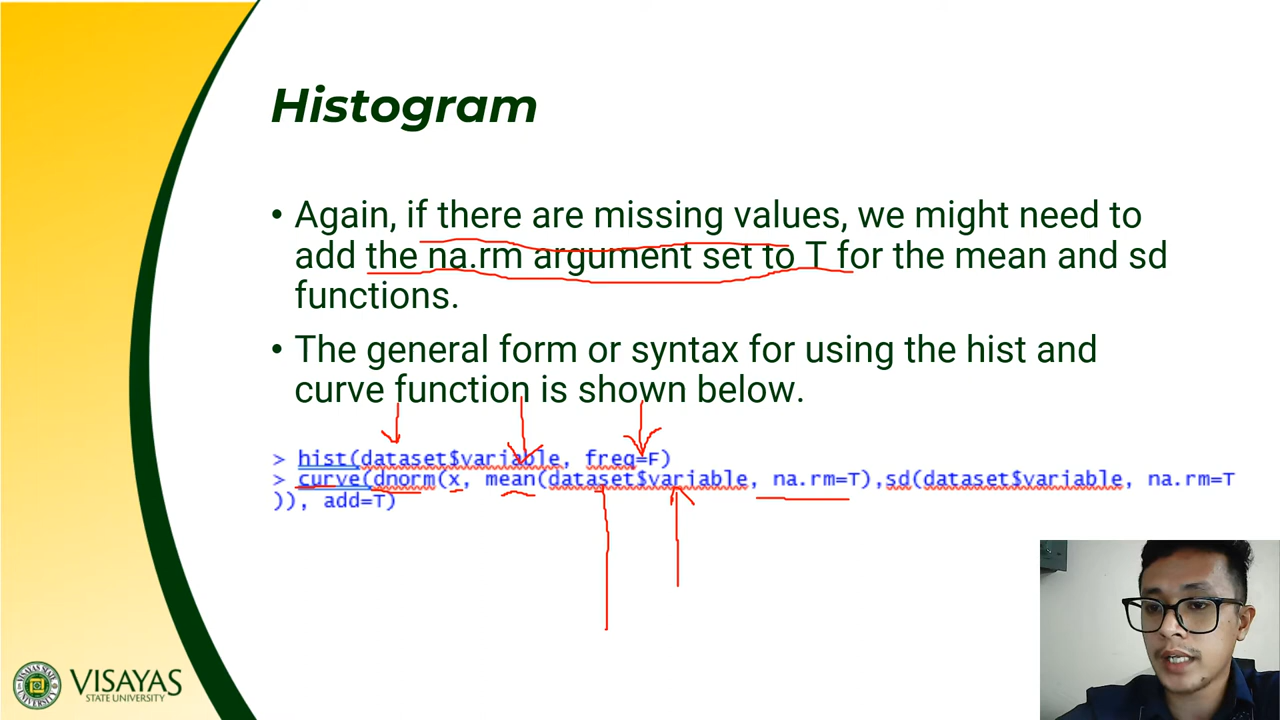 Histogram
• Again, if there are missing values, we might need to
add the na.rm argument set to T for the mean and sd
functions.
• The general form or syntax for using the hist and
curve function is shown below.
> hist(dataset$variable, freq=F)
> curve(dnorm(x, mean(dataset$variable, na.rm=T),sd(dataset$variable, na.rm=T
)), add=T)
VISAYAS
STATE UNIVERSITY